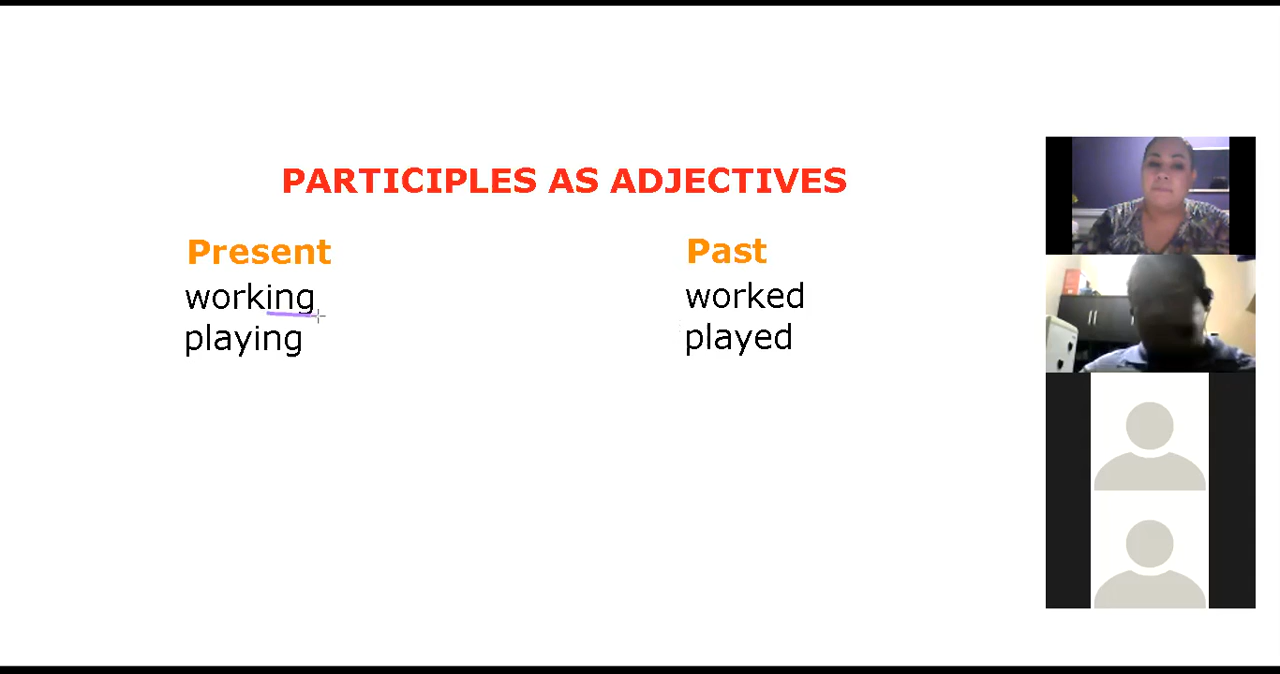 PARTICIPLES AS ADJECTIVES
Present
Past
working
worked
playing
played